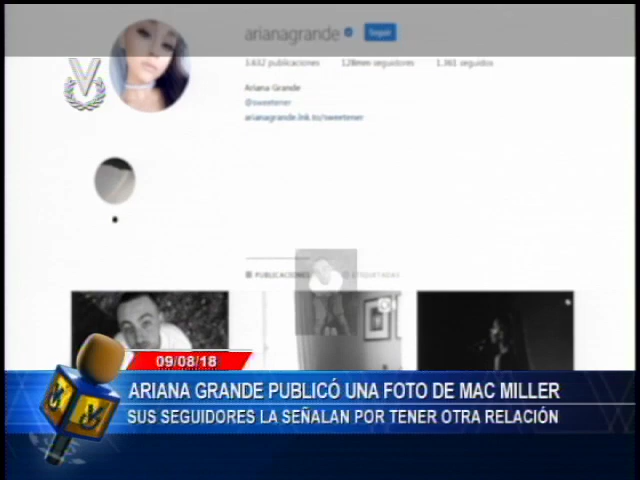 arianagrande
Seguir
3.632 publicaciones 128mm seguidores 1.361 seguidos
Ariana Grande
@sweetener
arianagrande.lnk.to/sweetener
PUBLICACIONES ETIQUETADAS
09/08/18
ARIANA GRANDE PUBLICÓ UNA FOTO DE MAC MILLER
SUS SEGUIDORES LA SEÑALAN POR TENER OTRA RELACIÓN